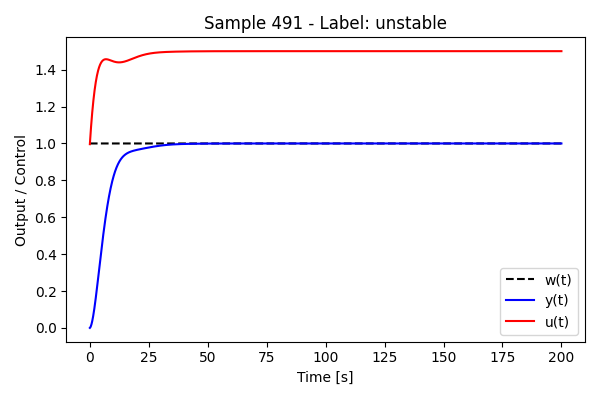 Sample 491 - Label: unstable
Output / Control
1.4
1.2
1.0
0.8
0.6
0.4
0.2
0.0
w(t)
y(t)
u(t)
0 25 50 75 100 125 150 175 200
Time [s]